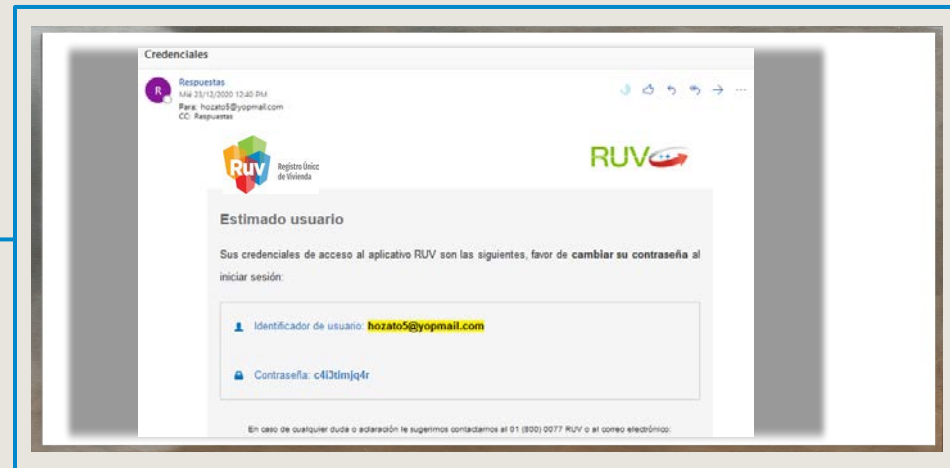 Credenciales
R
Respuestas
Mié 23/12/2020 12:40 PM
Para: hozato5@yopmail.com
CC: Respuestas
Ruv Registro Único
de Vivienda
RUV
Estimado usuario
Sus credenciales de acceso al aplicativo RUV son las siguientes, favor de cambiar su contraseña al
iniciar sesión:
Identificador de usuario: hozato5@yopmail.com
Contraseña:
En caso de cualquier duda o aclaración le sugerimos contactarnos al 01 (800) 0077 RUV o al correo electrónico: